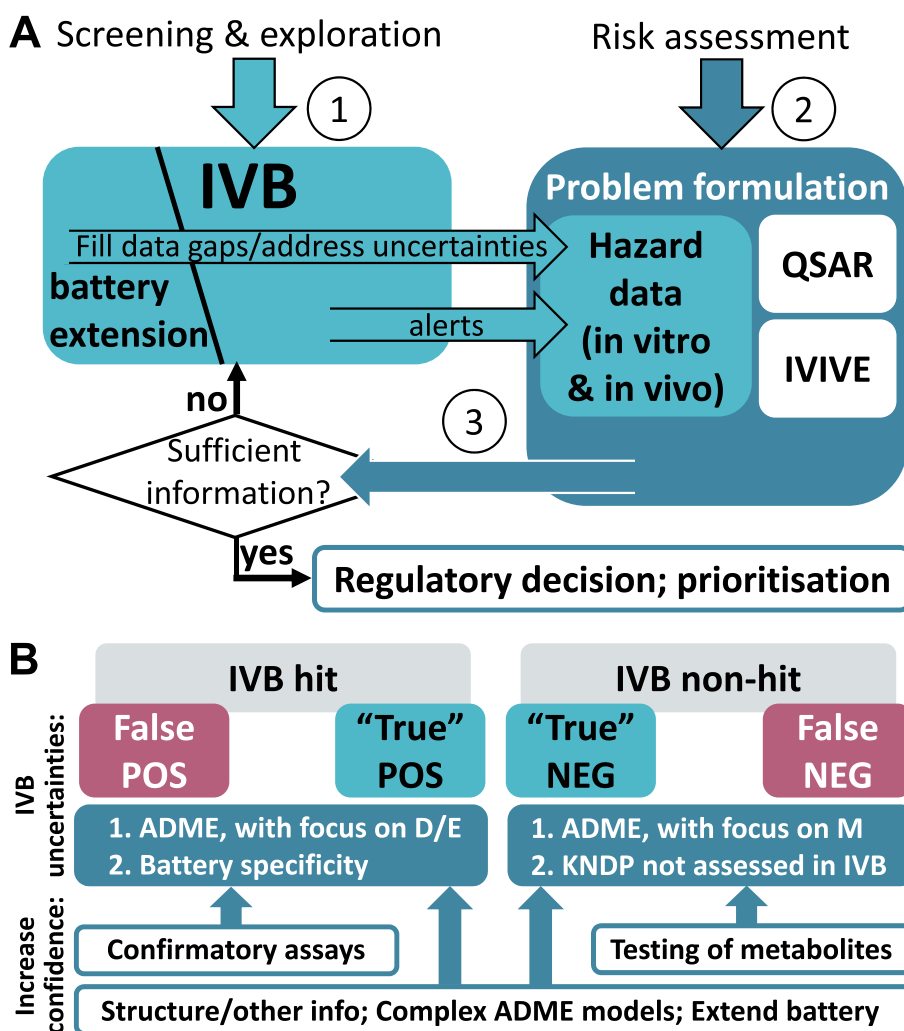 A
Screening & exploration
Risk assessment
1
2
IVB
Problem formulation
Fill data gaps/address uncertainties
battery
extension
alerts
Hazard
data
(in vitro
& in vivo)
QSAR
IVIVE
no
3
Sufficient
information?
yes
Regulatory decision; prioritisation
B
IVB hit
IVB non-hit
IVB
uncertainties:
False
POS
“True”
POS
“True”
NEG
False
NEG
1. ADME, with focus on D/E
2. Battery specificity
1. ADME, with focus on M
2. KNDP not assessed in IVB
Increase
confidence:
Confirmatory assays
Testing of metabolites
Structure/other info; Complex ADME models; Extend battery